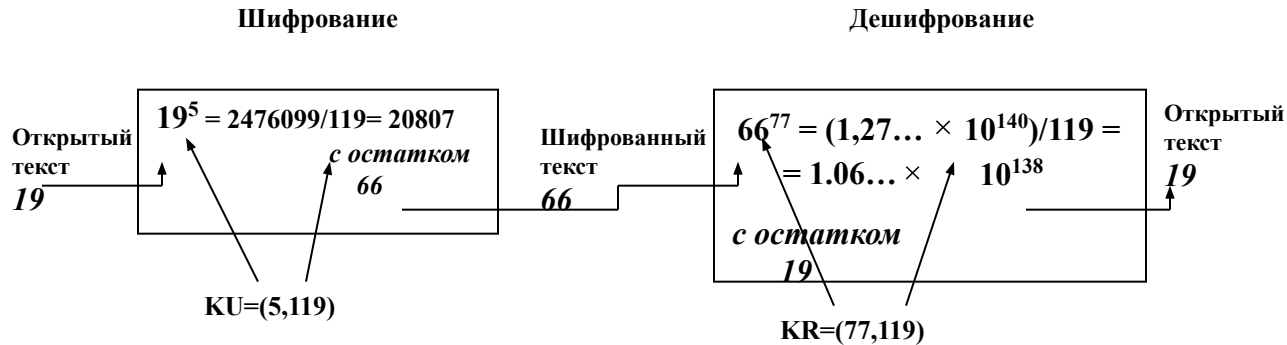 Шифрование
Дешифрование
19⁵ = 2476099/119= 20807
с остатком
66
Открытый
текст
19
Шифрованный
текст
66
66⁷⁷ = (1,27… × 10¹⁴⁰)/119 =
= 1.06… × 10¹³⁸
с остатком
19
Открытый
текст
19
KU=(5,119)
KR=(77,119)